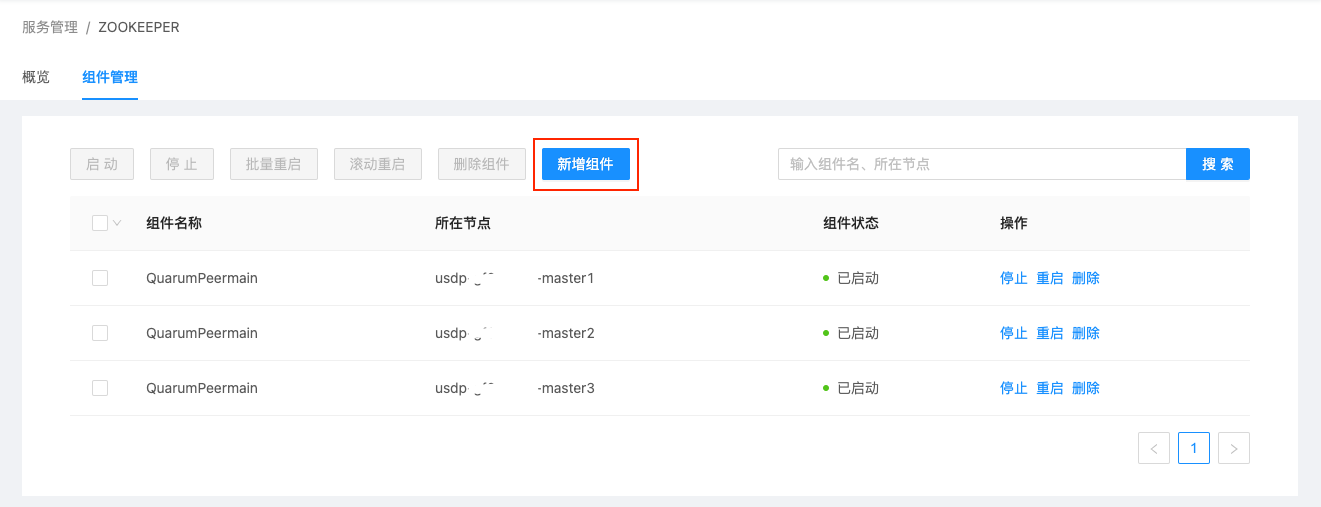 服务管理 / ZOOKEEPER
概览 组件管理
启 动 停 止 批量重启 滚动重启 删除组件 新增组件 输入组件名、所在节点 搜 索
组件名称 所在节点 组件状态 操作
QuarumPeermain usdp- -master1 已启动 停止 重启 删除
QuarumPeermain usdp- -master2 已启动 停止 重启 删除
QuarumPeermain usdp- -master3 已启动 停止 重启 删除
< 1 >